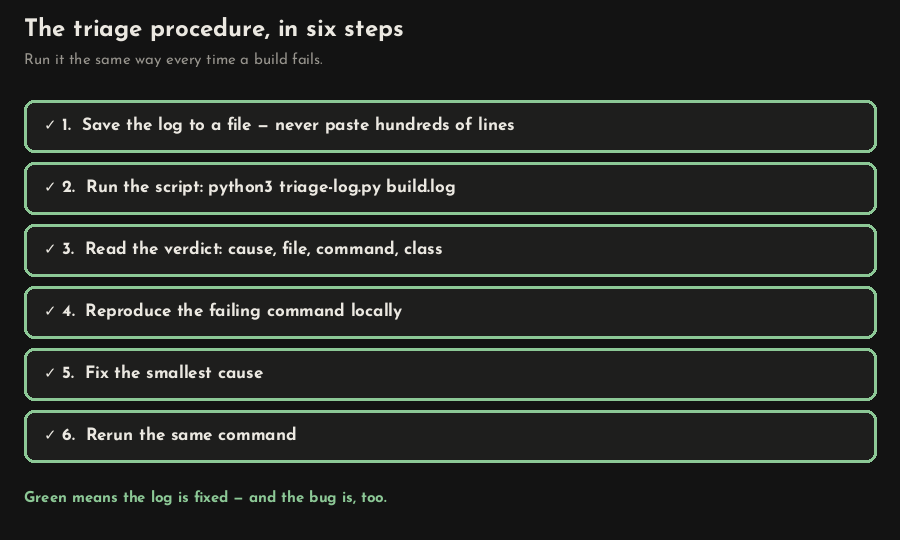 The triage procedure, in six steps
Run it the same way every time a build fails.
✓ 1. Save the log to a file – never paste hundreds of lines
✓ 2. Run the script: python3 triage-log.py build.log
✓ 3. Read the verdict: cause, file, command, class
✓ 4. Reproduce the failing command locally
✓ 5. Fix the smallest cause
✓ 6. Rerun the same command
Green means the log is fixed – and the bug is, too.